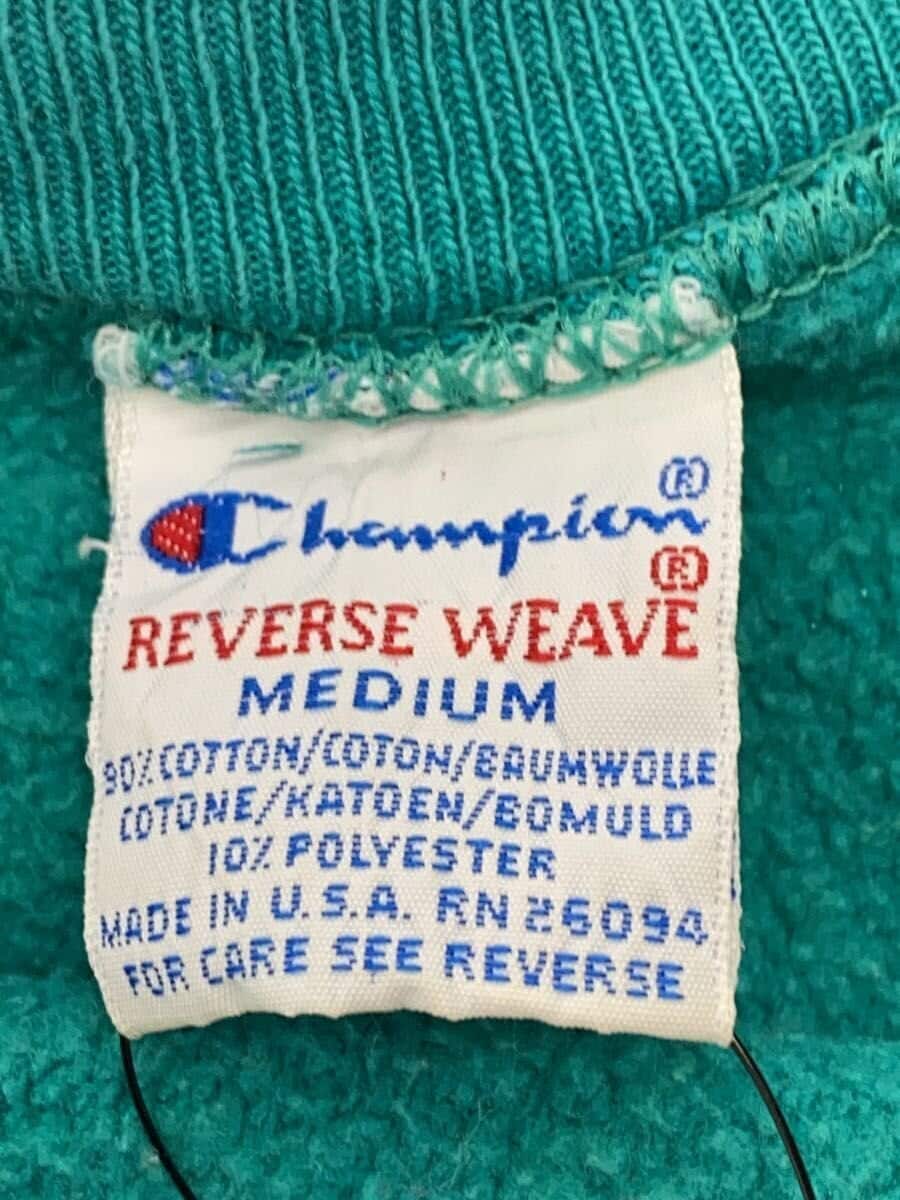 Champion®
REVERSE WEAVE®
MEDIUM
90% COTTON/COTON/BAUMWOLLE
COTONE/KATOEN/BOMULD
10% POLYESTER
MADE IN U.S.A. RN 26094
FOR CARE SEE REVERSE